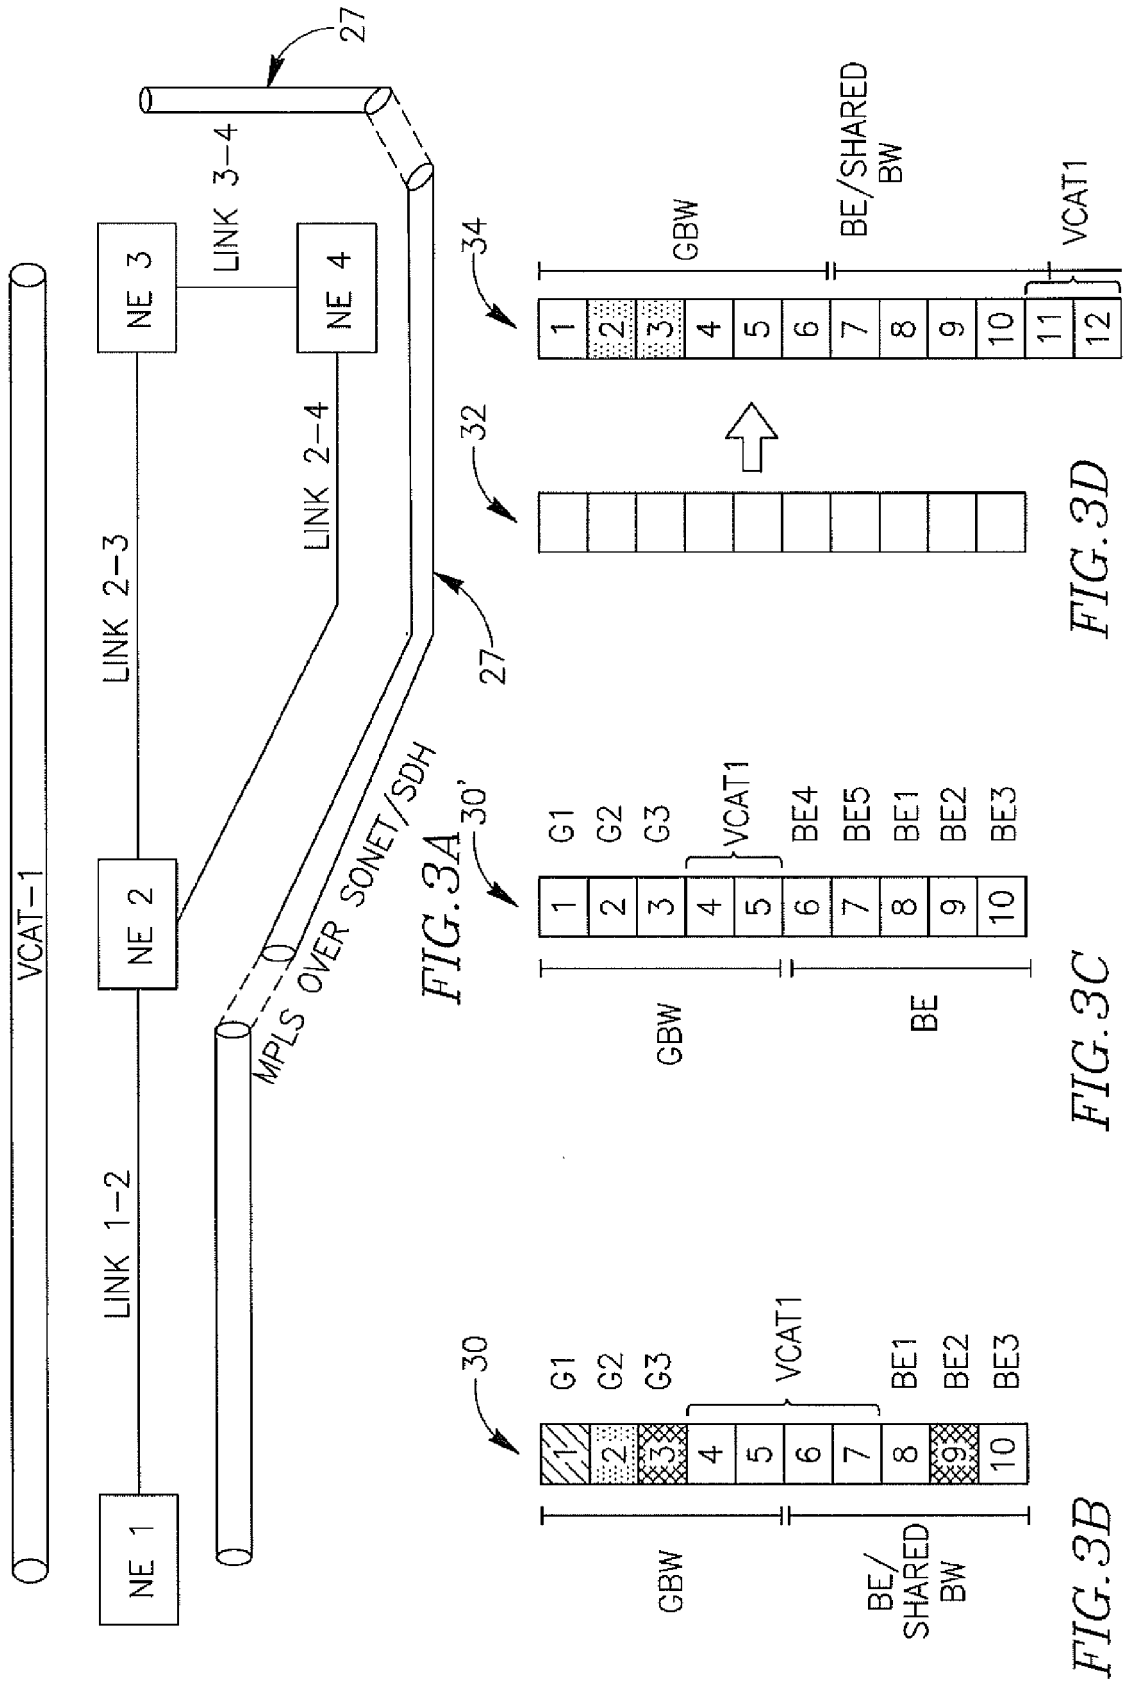 VCAT-1
NE 1
LINK 1-2
NE 2
LINK 2-3
NE 3
LINK 3-4
NE 4
LINK 2-4
27
27
MPLS OVER SONET/SDH
FIG.3A
30
GBW
BE/
SHARED
BW
1
2
3
4
5
6
7
8
9
10
G1
G2
G3
VCAT1
BE1
BE2
BE3
FIG.3B
30'
GBW
BE
1
2
3
4
5
6
7
8
9
10
G1
G2
G3
VCAT1
BE4
BE5
BE1
BE2
BE3
FIG.3C
32
34
1
2
3
4
5
6
7
8
9
10
11
12
GBW
BE/SHARED
BW
VCAT1
FIG.3D